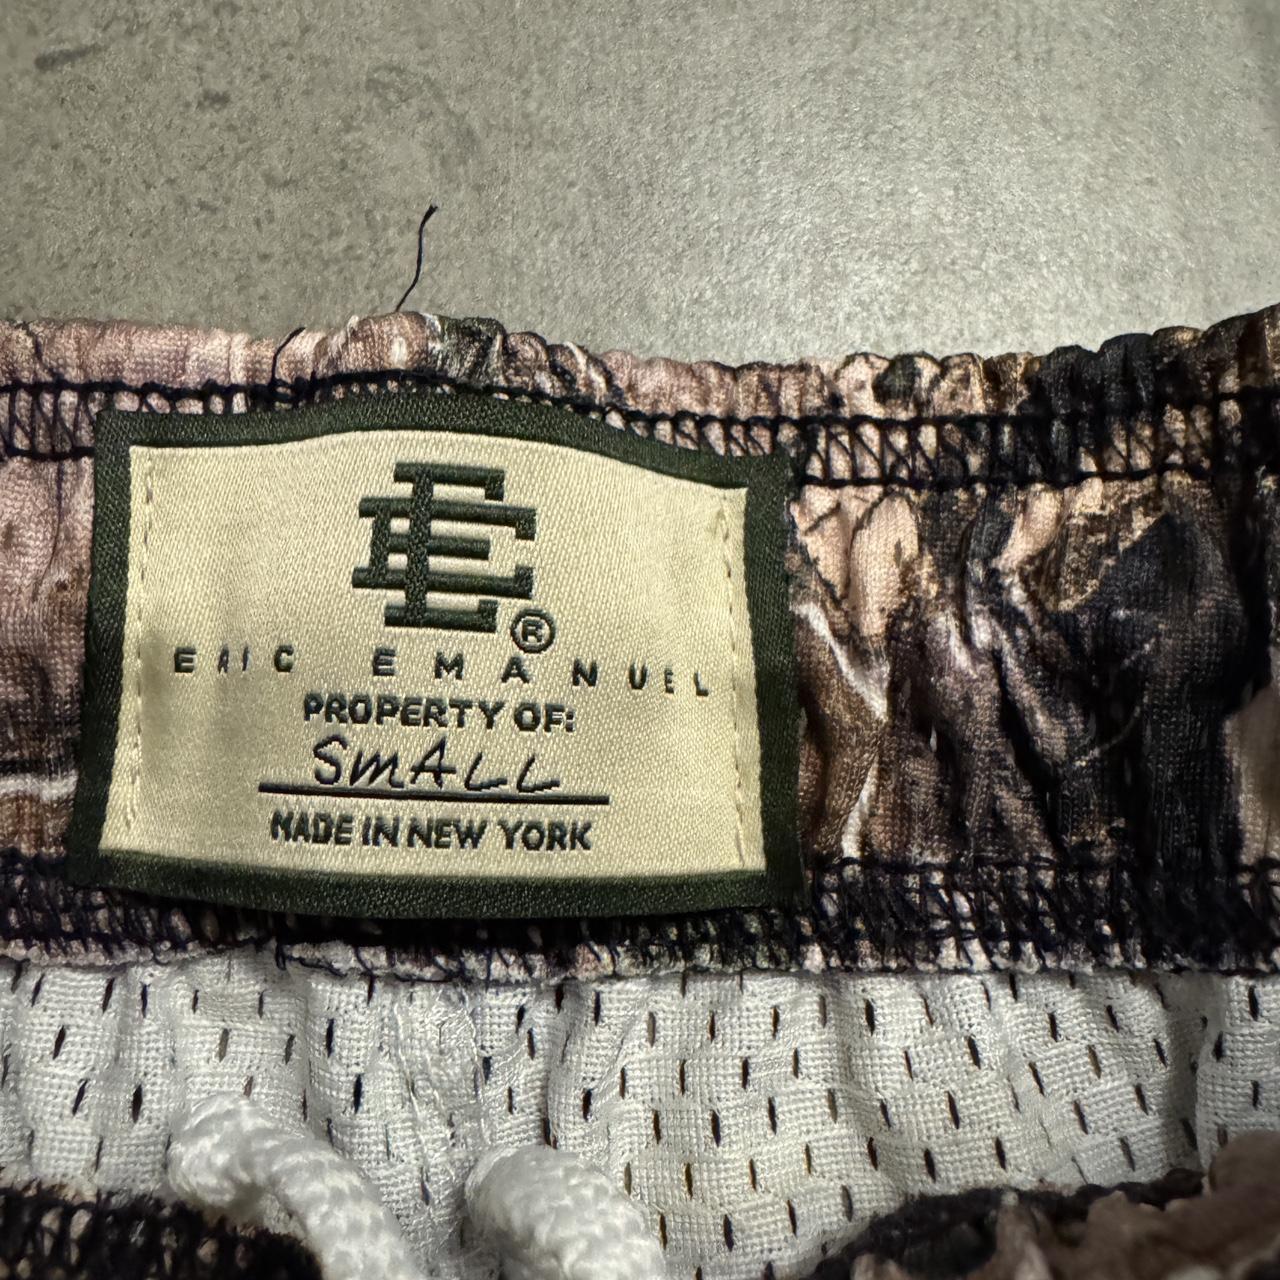 EE®
ERIC EMANUEL
PROPERTY OF:
SMALL
MADE IN NEW YORK